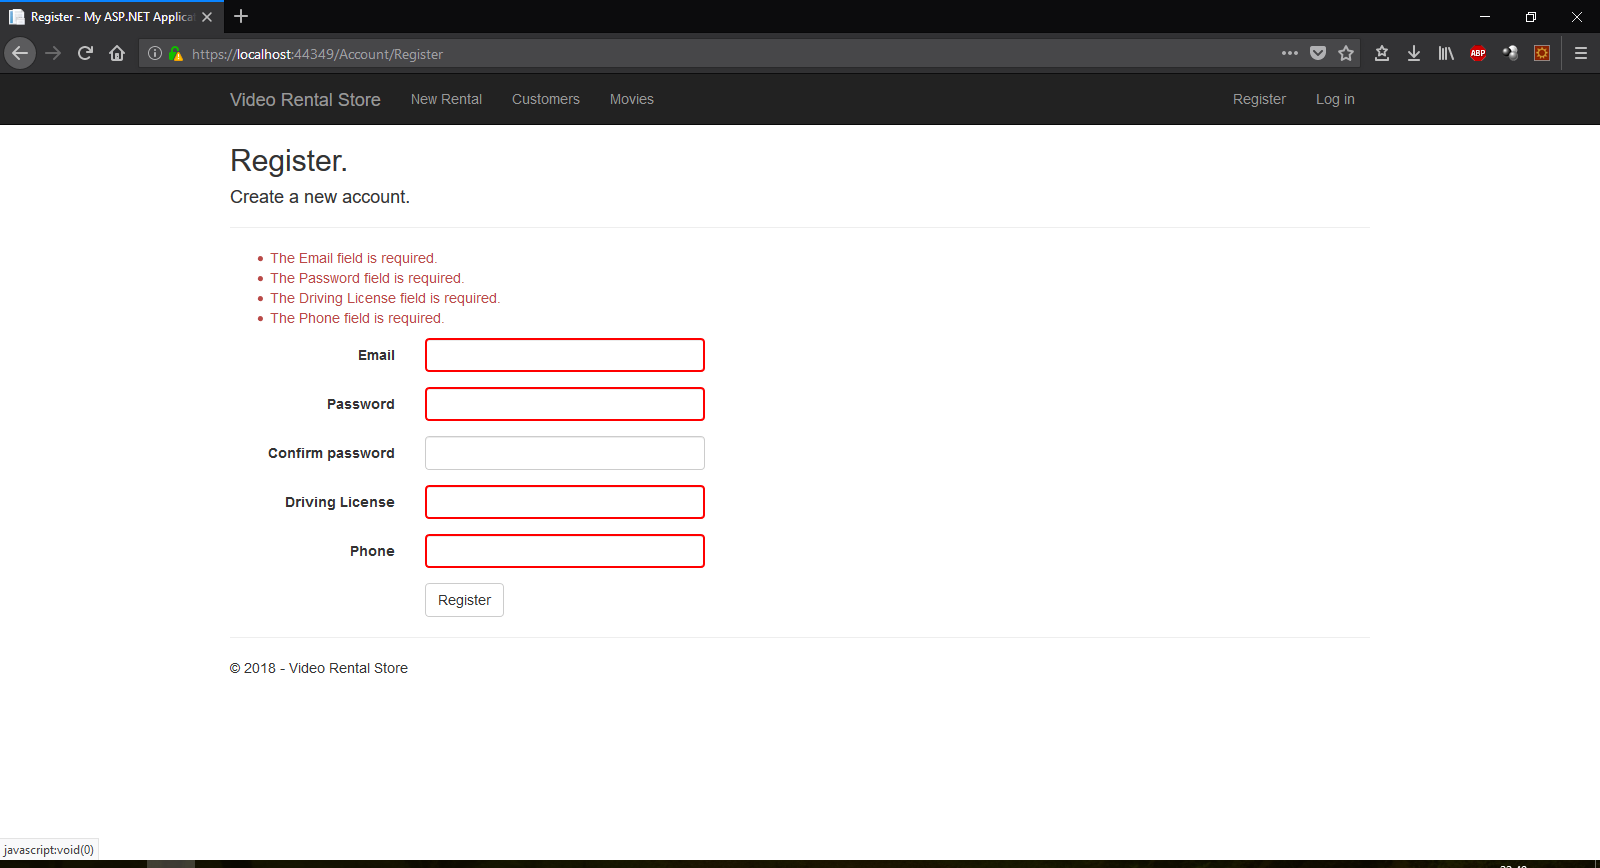 Register - My ASP.NET Applica
https://localhost:44349/Account/Register
ABP
Video Rental Store New Rental Customers Movies Register Log in
Register.
Create a new account.
The Email field is required.
The Password field is required.
The Driving License field is required.
The Phone field is required.
Email
Password
Confirm password
Driving License
Phone
Register
© 2018 - Video Rental Store
javascript:void(0)